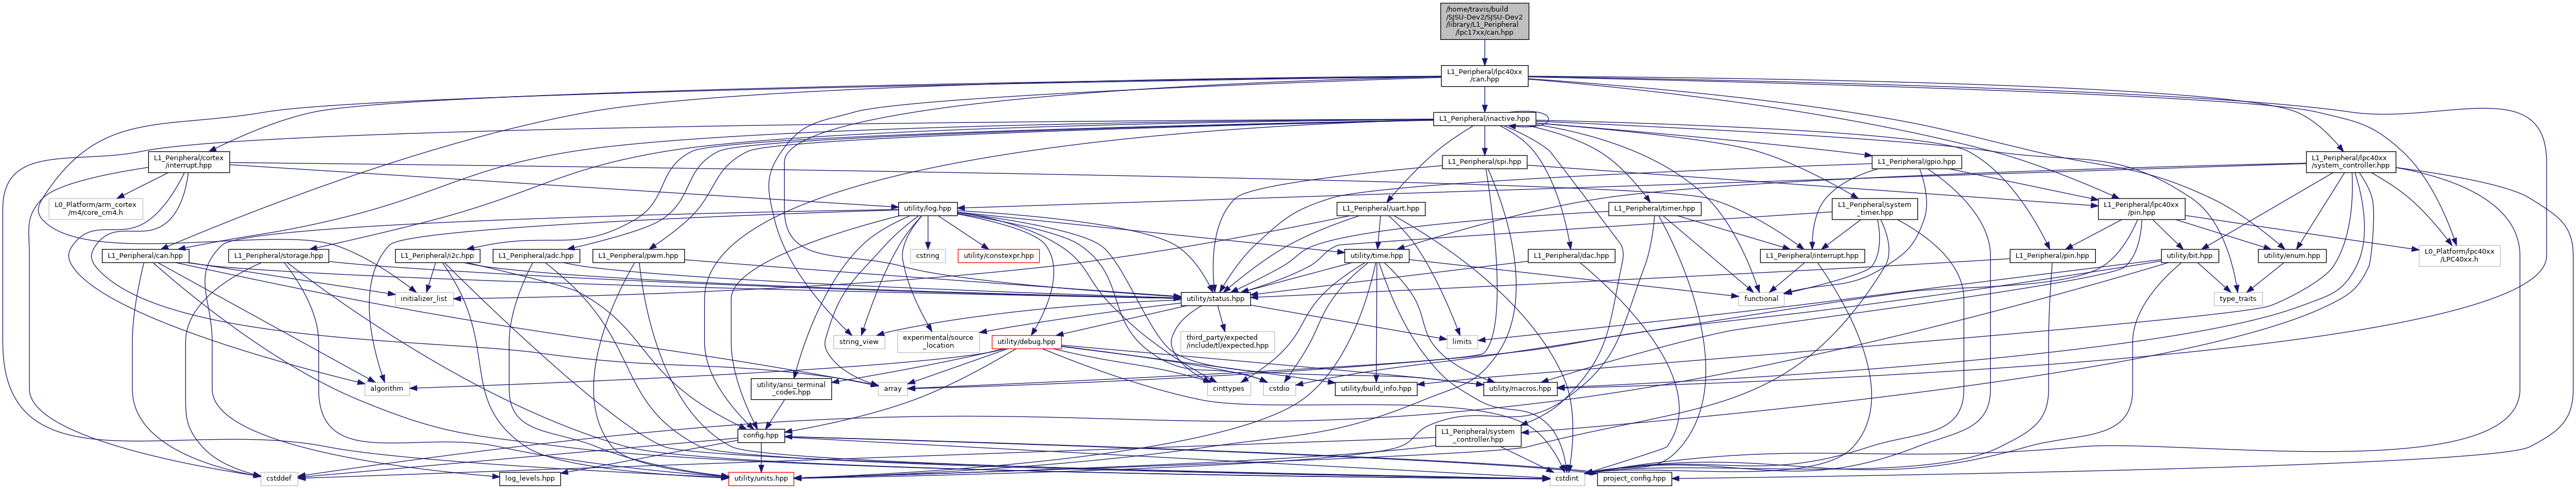 /home/travis/build
/SJSU-Dev2/SJSU-Dev2
/library/L1_Peripheral
/lpc17xx/can.hpp
L1_Peripheral/lpc40xx
/can.hpp
L1_Peripheral/inactive.hpp
L1_Peripheral/cortex
/interrupt.hpp
L1_Peripheral/spi.hpp
L1_Peripheral/gpio.hpp
L1_Peripheral/lpc40xx
/system_controller.hpp
L0_Platform/arm_cortex
/m4/core_cm4.h
utility/log.hpp
L1_Peripheral/uart.hpp
L1_Peripheral/timer.hpp
L1_Peripheral/system
_timer.hpp
L1_Peripheral/lpc40xx
/pin.hpp
L1_Peripheral/can.hpp
L1_Peripheral/storage.hpp
L1_Peripheral/i2c.hpp
L1_Peripheral/adc.hpp
L1_Peripheral/pwm.hpp
cstring
utility/constexpr.hpp
utility/time.hpp
L1_Peripheral/dac.hpp
L1_Peripheral/interrupt.hpp
L1_Peripheral/pin.hpp
utility/bit.hpp
utility/enum.hpp
L0_Platform/lpc40xx
/LPC40xx.h
initializer_list
utility/status.hpp
functional
type_traits
string_view
experimental/source
_location
utility/debug.hpp
third_party/expected
/include/tl/expected.hpp
limits
algorithm
utility/ansi_terminal
_codes.hpp
array
cinttypes
cstdio
utility/build_info.hpp
utility/macros.hpp
config.hpp
L1_Peripheral/system
_controller.hpp
cstddef
log_levels.hpp
utility/units.hpp
cstdint
project_config.hpp